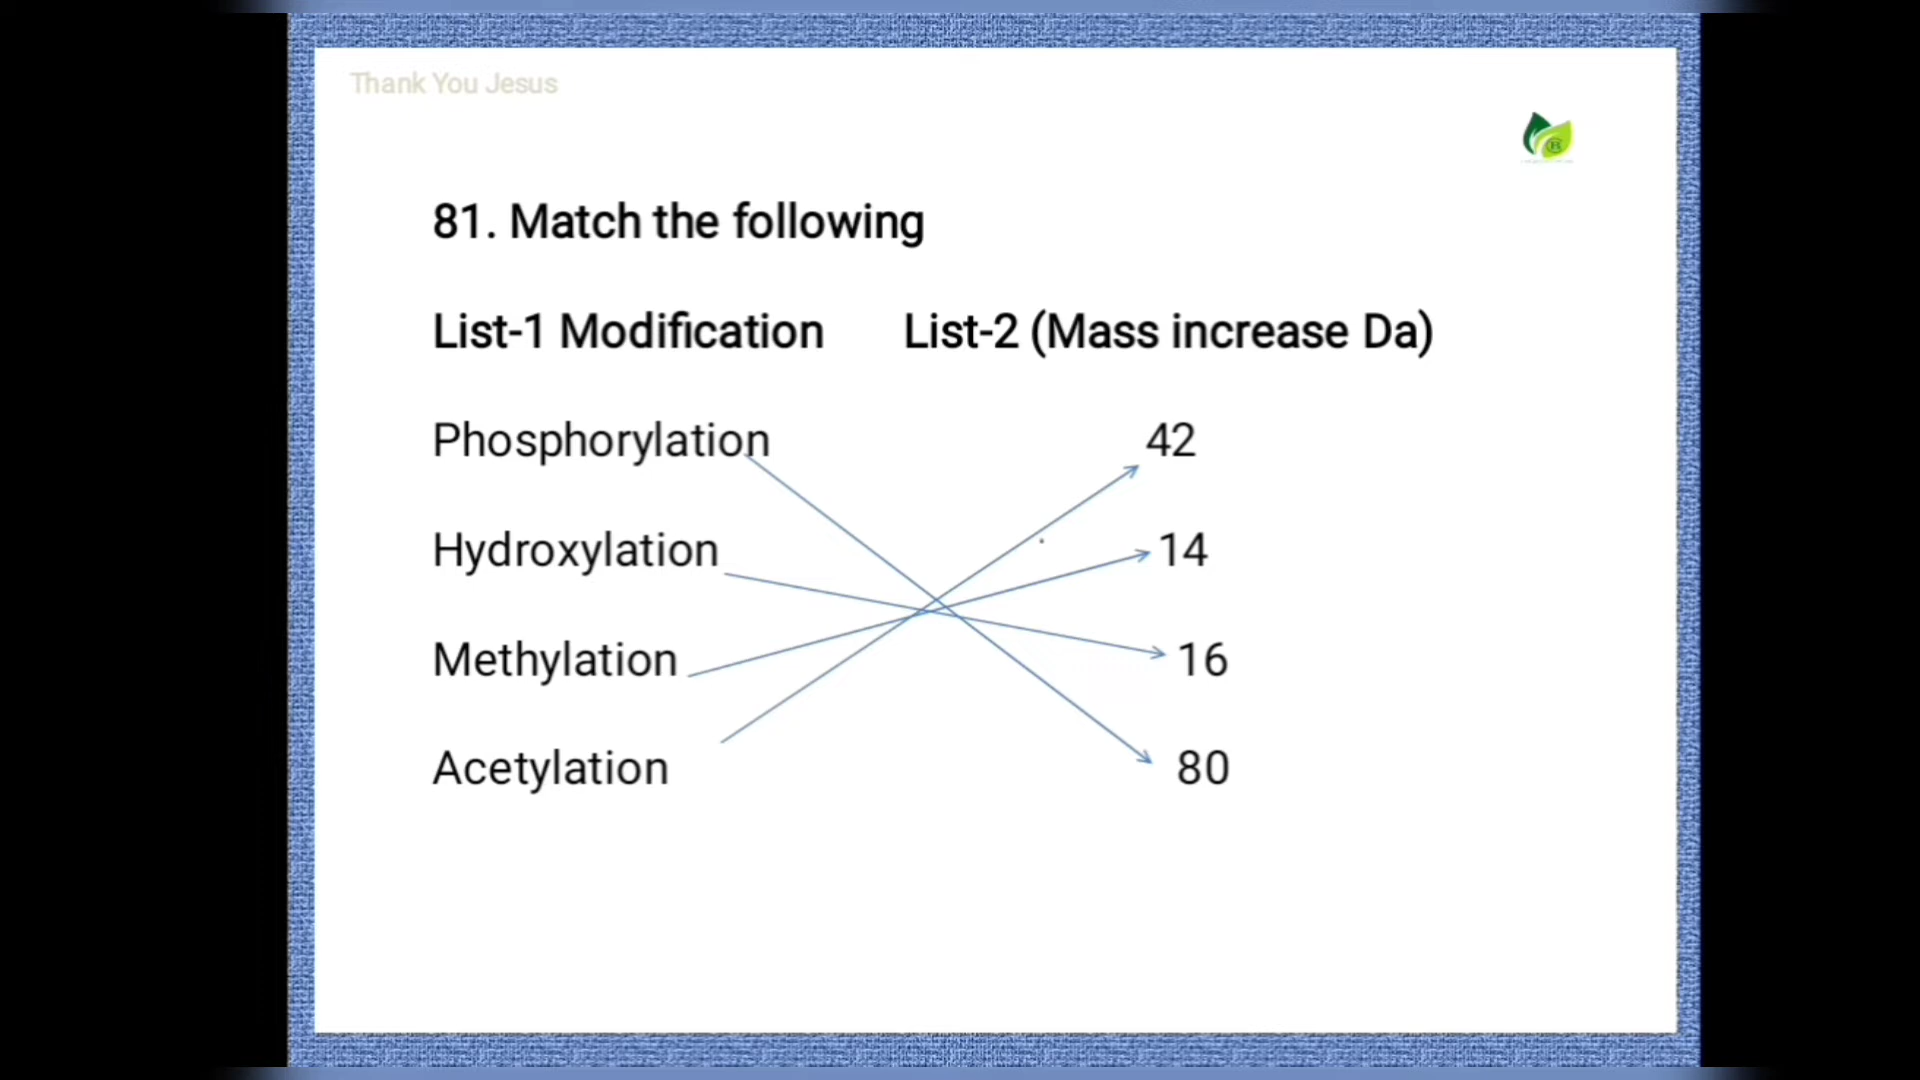 Thank You Jesus
81. Match the following
List-1 Modification List-2 (Mass increase Da)
Phosphorylation 42
Hydroxylation 14
Methylation 16
Acetylation 80